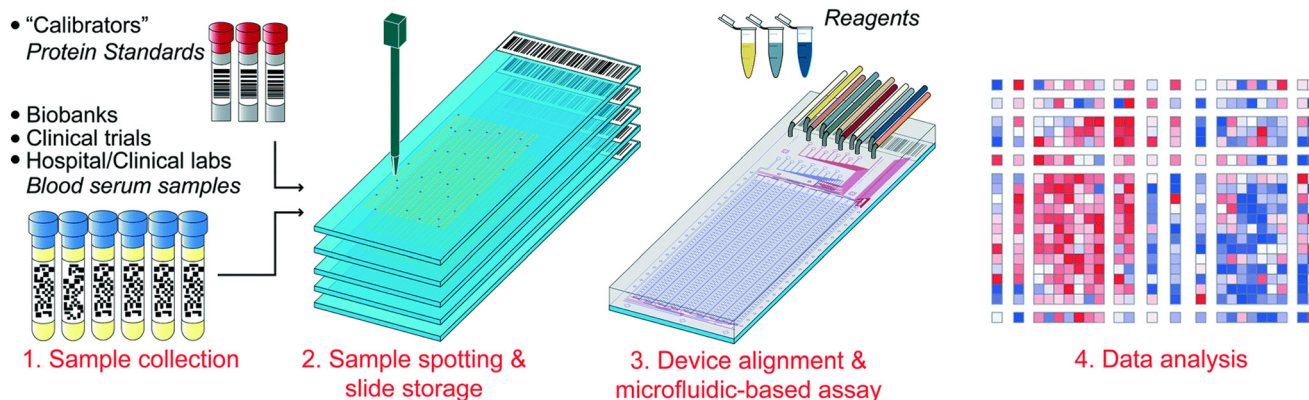 • “Calibrators”
Protein Standards
• Biobanks
• Clinical trials
• Hospital/Clinical labs
Blood serum samples
Reagents
1. Sample collection
2. Sample spotting &
slide storage
3. Device alignment &
microfluidic-based assay
4. Data analysis